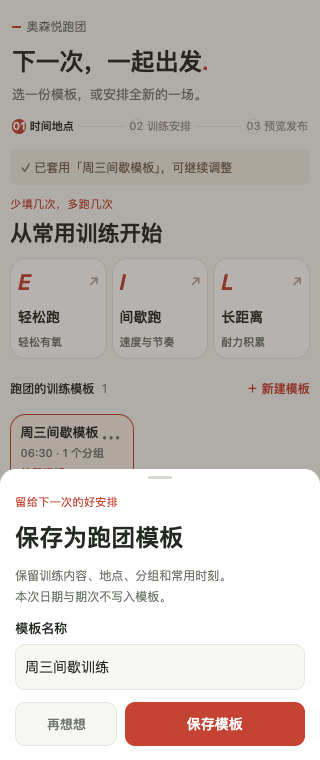 奥森悦跑团
下一次，一起出发.
选一份模板，或安排全新的一场。
01 时间地点 02 训练安排 03 预览发布
✓ 已套用「周三间歇模板」，可继续调整
少填几次，多跑几次
从常用训练开始
E ↗ I ↗ L ↗
轻松跑 间歇跑 长距离
轻松有氧 速度与节奏 耐力积累
跑团的训练模板 1 + 新建模板
周三间歇模板 ...
06:30 · 1 个分组
留给下一次的好安排
保存为跑团模板
保留训练内容、地点、分组和常用时刻。
本次日期与期次不写入模板。
模板名称
周三间歇训练
再想想 保存模板